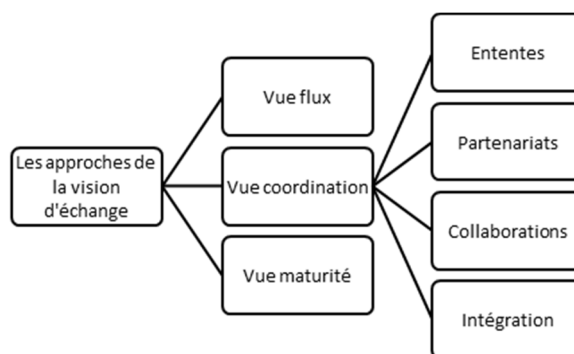 Les approches de
la vision
d'échange
Vue flux
Vue coordination
Vue maturité
Ententes
Partenariats
Collaborations
Intégration